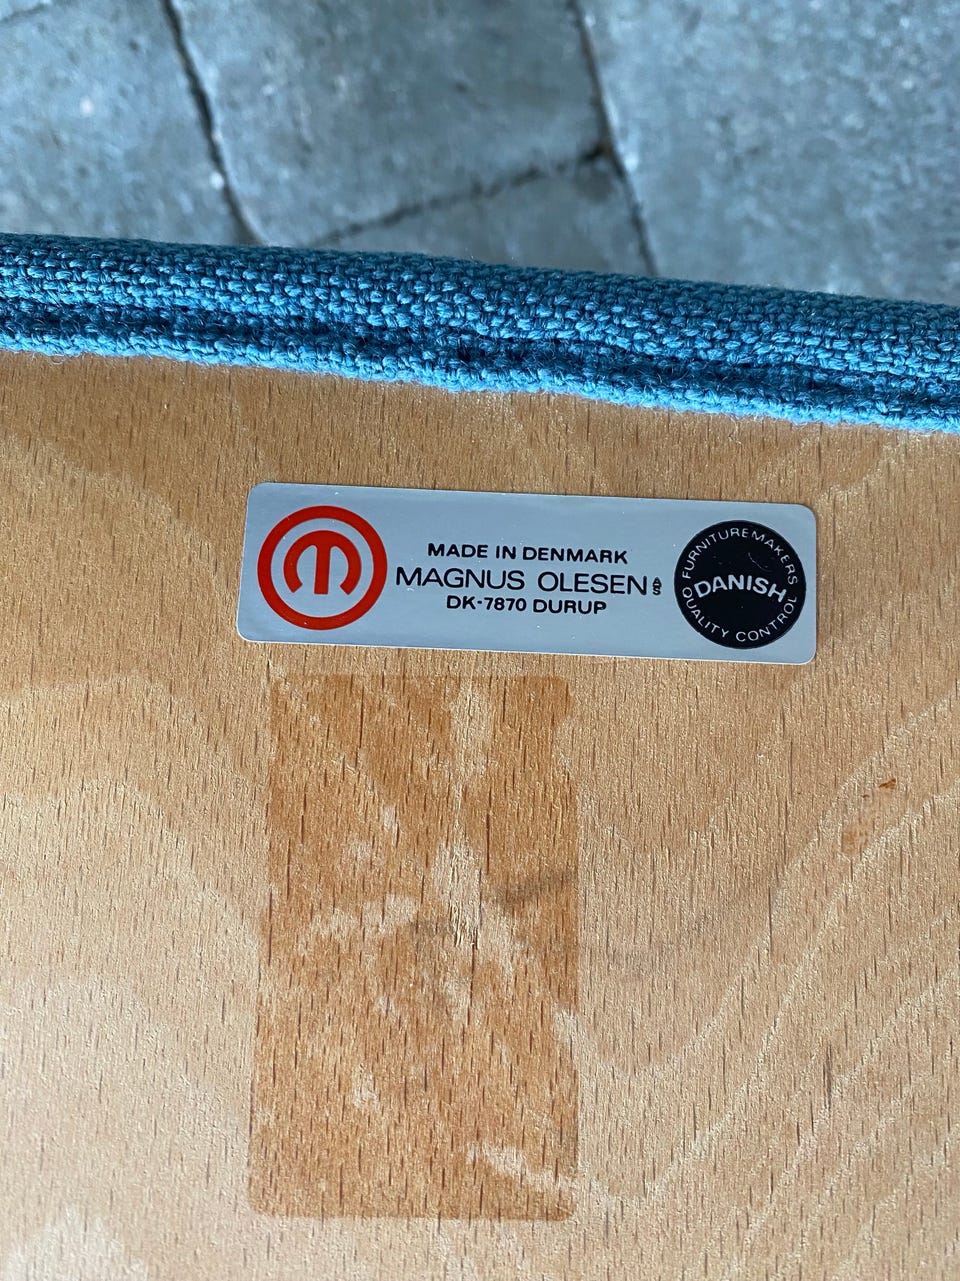 MADE IN DENMARK
MAGNUS OLESEN A/S
DK-7870 DURUP
FURNITUREMAKERS
DANISH
QUALITY CONTROL